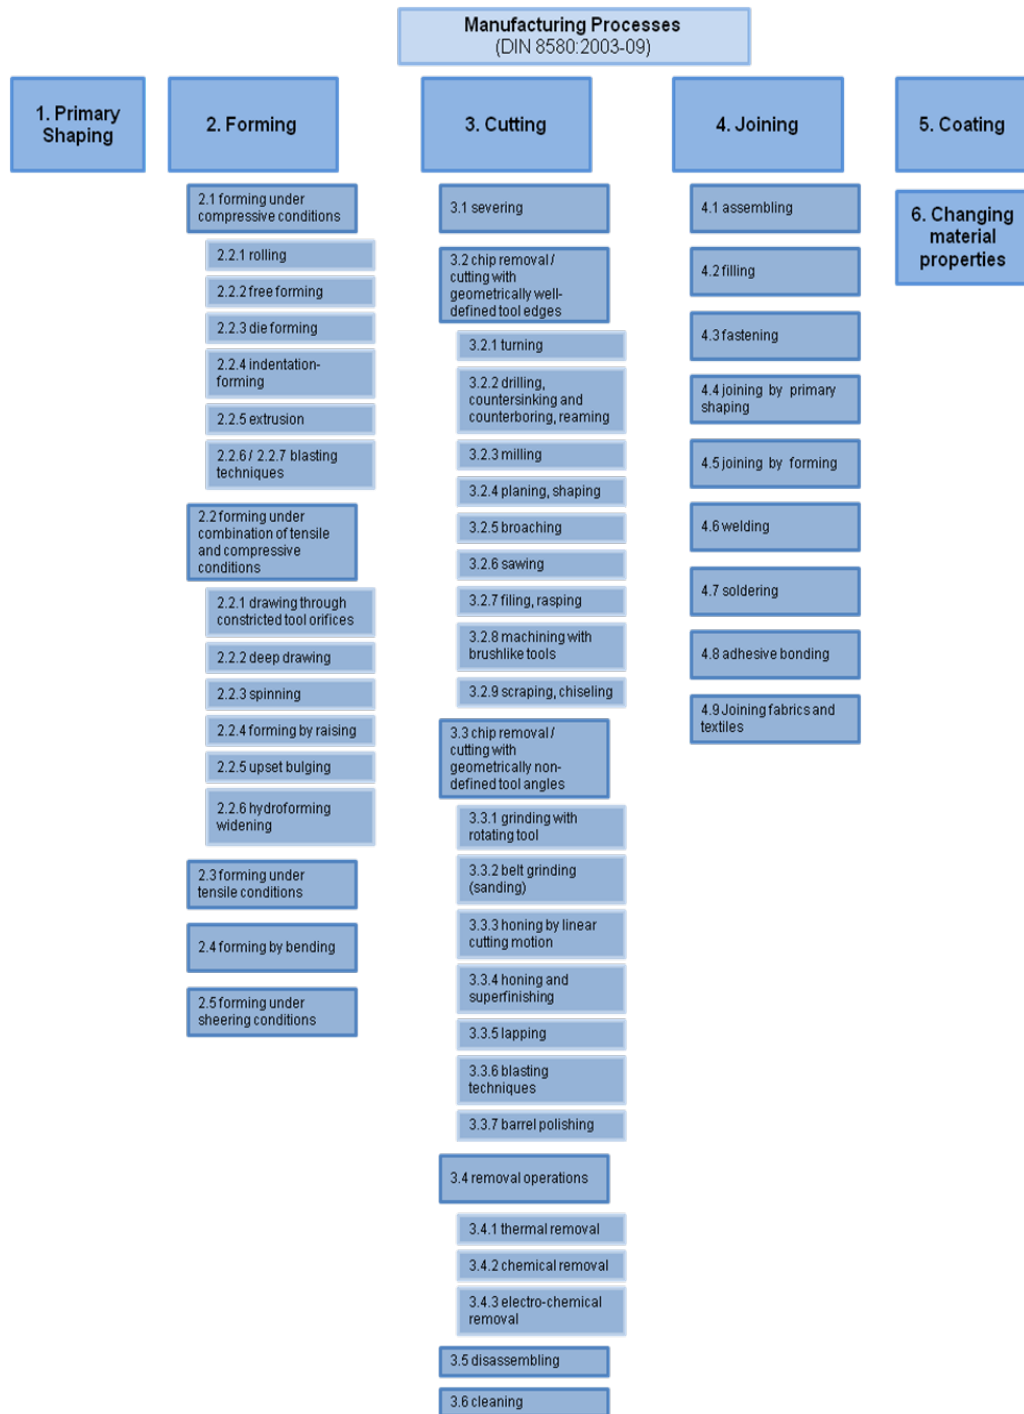 Manufacturing Processes
(DIN 8580:2003-09)
1. Primary
Shaping
2. Forming
2.1 forming under
compressive conditions
2.2.1 rolling
2.2.2 free forming
2.2.3 die forming
2.2.4 indentation-
forming
2.2.5 extrusion
2.2.6 / 2.2.7 blasting
techniques
2.2 forming under
combination of tensile
and compressive
conditions
2.2.1 drawing through
constricted tool orifices
2.2.2 deep drawing
2.2.3 spinning
2.2.4 forming by raising
2.2.5 upset bulging
2.2.6 hydroforming
widening
2.3 forming under
tensile conditions
2.4 forming by bending
2.5 forming under
sheering conditions
3. Cutting
3.1 severing
3.2 chip removal /
cutting with
geometrically well-
defined tool edges
3.2.1 turning
3.2.2 drilling,
countersinking and
counterboring, reaming
3.2.3 milling
3.2.4 planing, shaping
3.2.5 broaching
3.2.6 sawing
3.2.7 filing, rasping
3.2.8 machining with
brushlike tools
3.2.9 scraping, chiseling
3.3 chip removal /
cutting with
geometrically non-
defined tool angles
3.3.1 grinding with
rotating tool
3.3.2 belt grinding
(sanding)
3.3.3 honing by linear
cutting motion
3.3.4 honing and
superfinishing
3.3.5 lapping
3.3.6 blasting
techniques
3.3.7 barrel polishing
3.4 removal operations
3.4.1 thermal removal
3.4.2 chemical removal
3.4.3 electro-chemical
removal
3.5 disassembling
3.6 cleaning
4. Joining
4.1 assembling
4.2 filling
4.3 fastening
4.4 joining by primary
shaping
4.5 joining by forming
4.6 welding
4.7 soldering
4.8 adhesive bonding
4.9 Joining fabrics and
textiles
5. Coating
6. Changing
material
properties